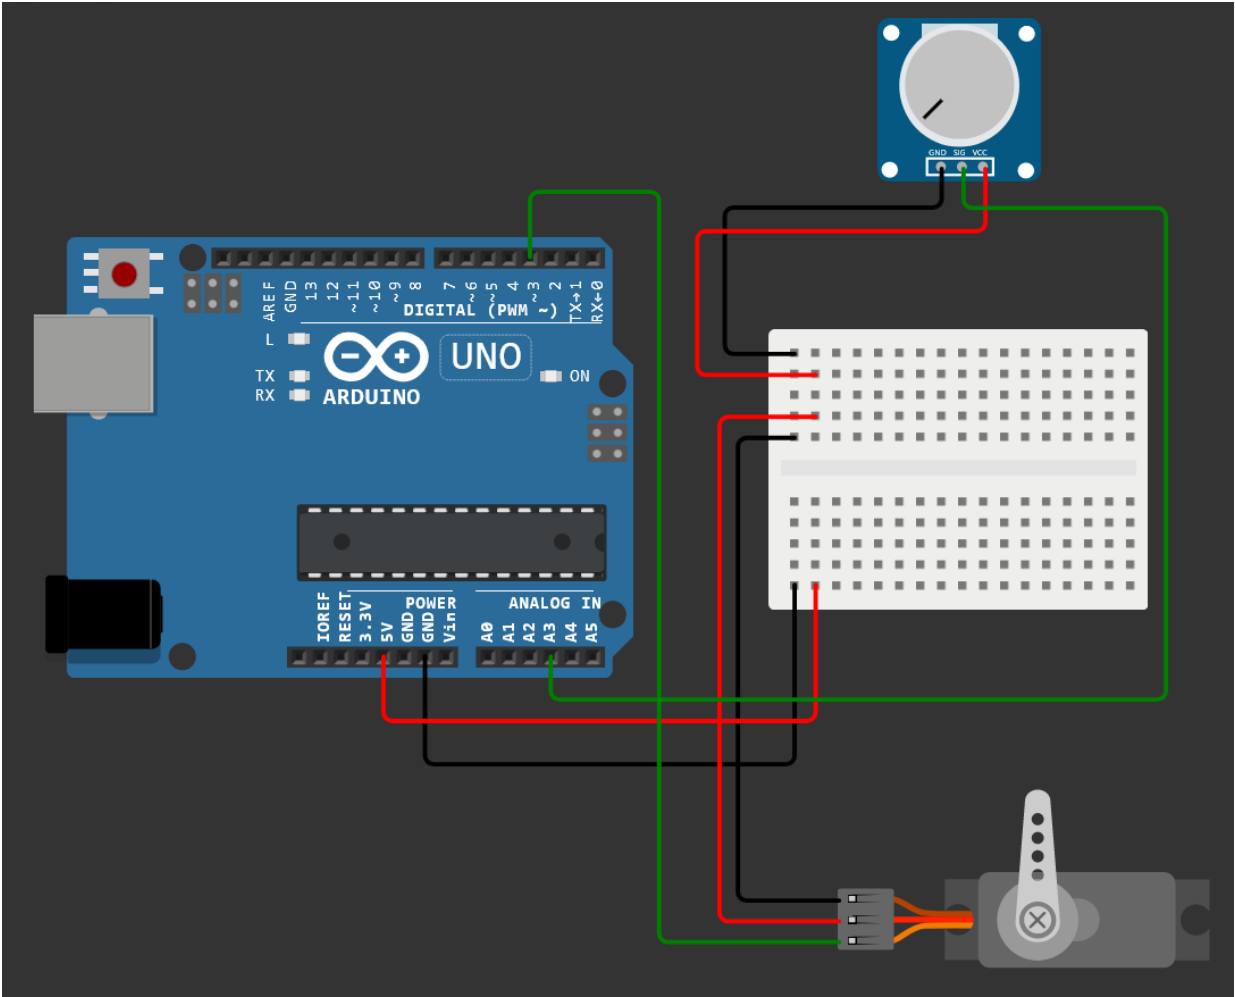 GND SIG VCC
AREF GND 13 12 ~11 ~10 ~9 8 7 ~6 ~5 4 ~3 2 TX→1 RX←0
DIGITAL (PWM ~)
L
UNO
TX
ON
RX
ARDUINO
IOREF RESET 3.3V 5V GND GND Vin
POWER
ANALOG IN
A0 A1 A2 A3 A4 A5